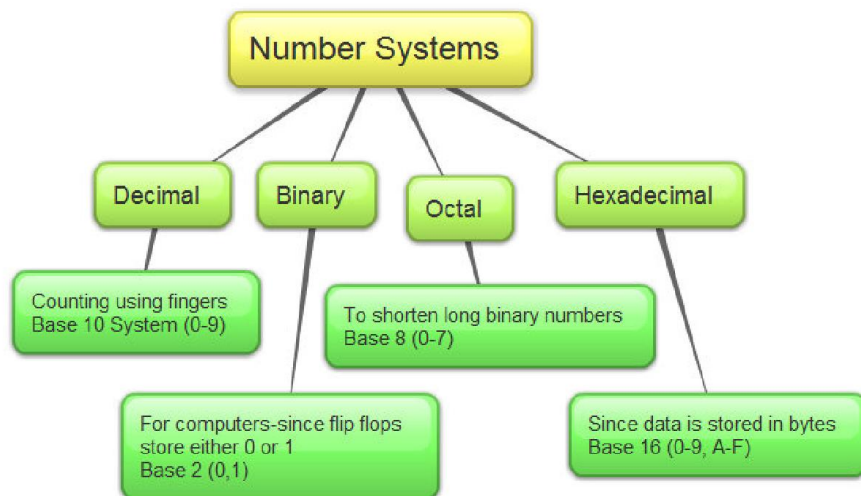 Number Systems
Decimal
Binary
Octal
Hexadecimal
Counting using fingers
Base 10 System (0-9)
To shorten long binary numbers
Base 8 (0-7)
For computers-since flip flops
store either 0 or 1
Base 2 (0,1)
Since data is stored in bytes
Base 16 (0-9, A-F)